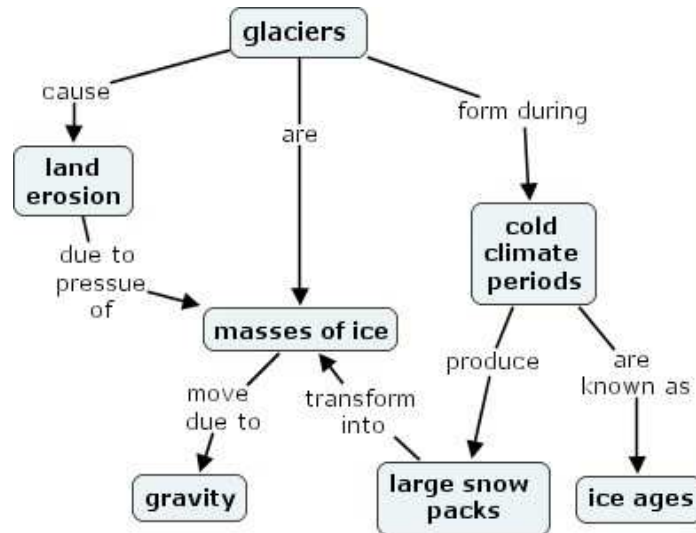 glaciers
cause
are
form during
land
erosion
cold
climate
periods
due to
pressue
of
masses of ice
produce
are
known as
move
due to
transform
into
gravity
large snow
packs
ice ages